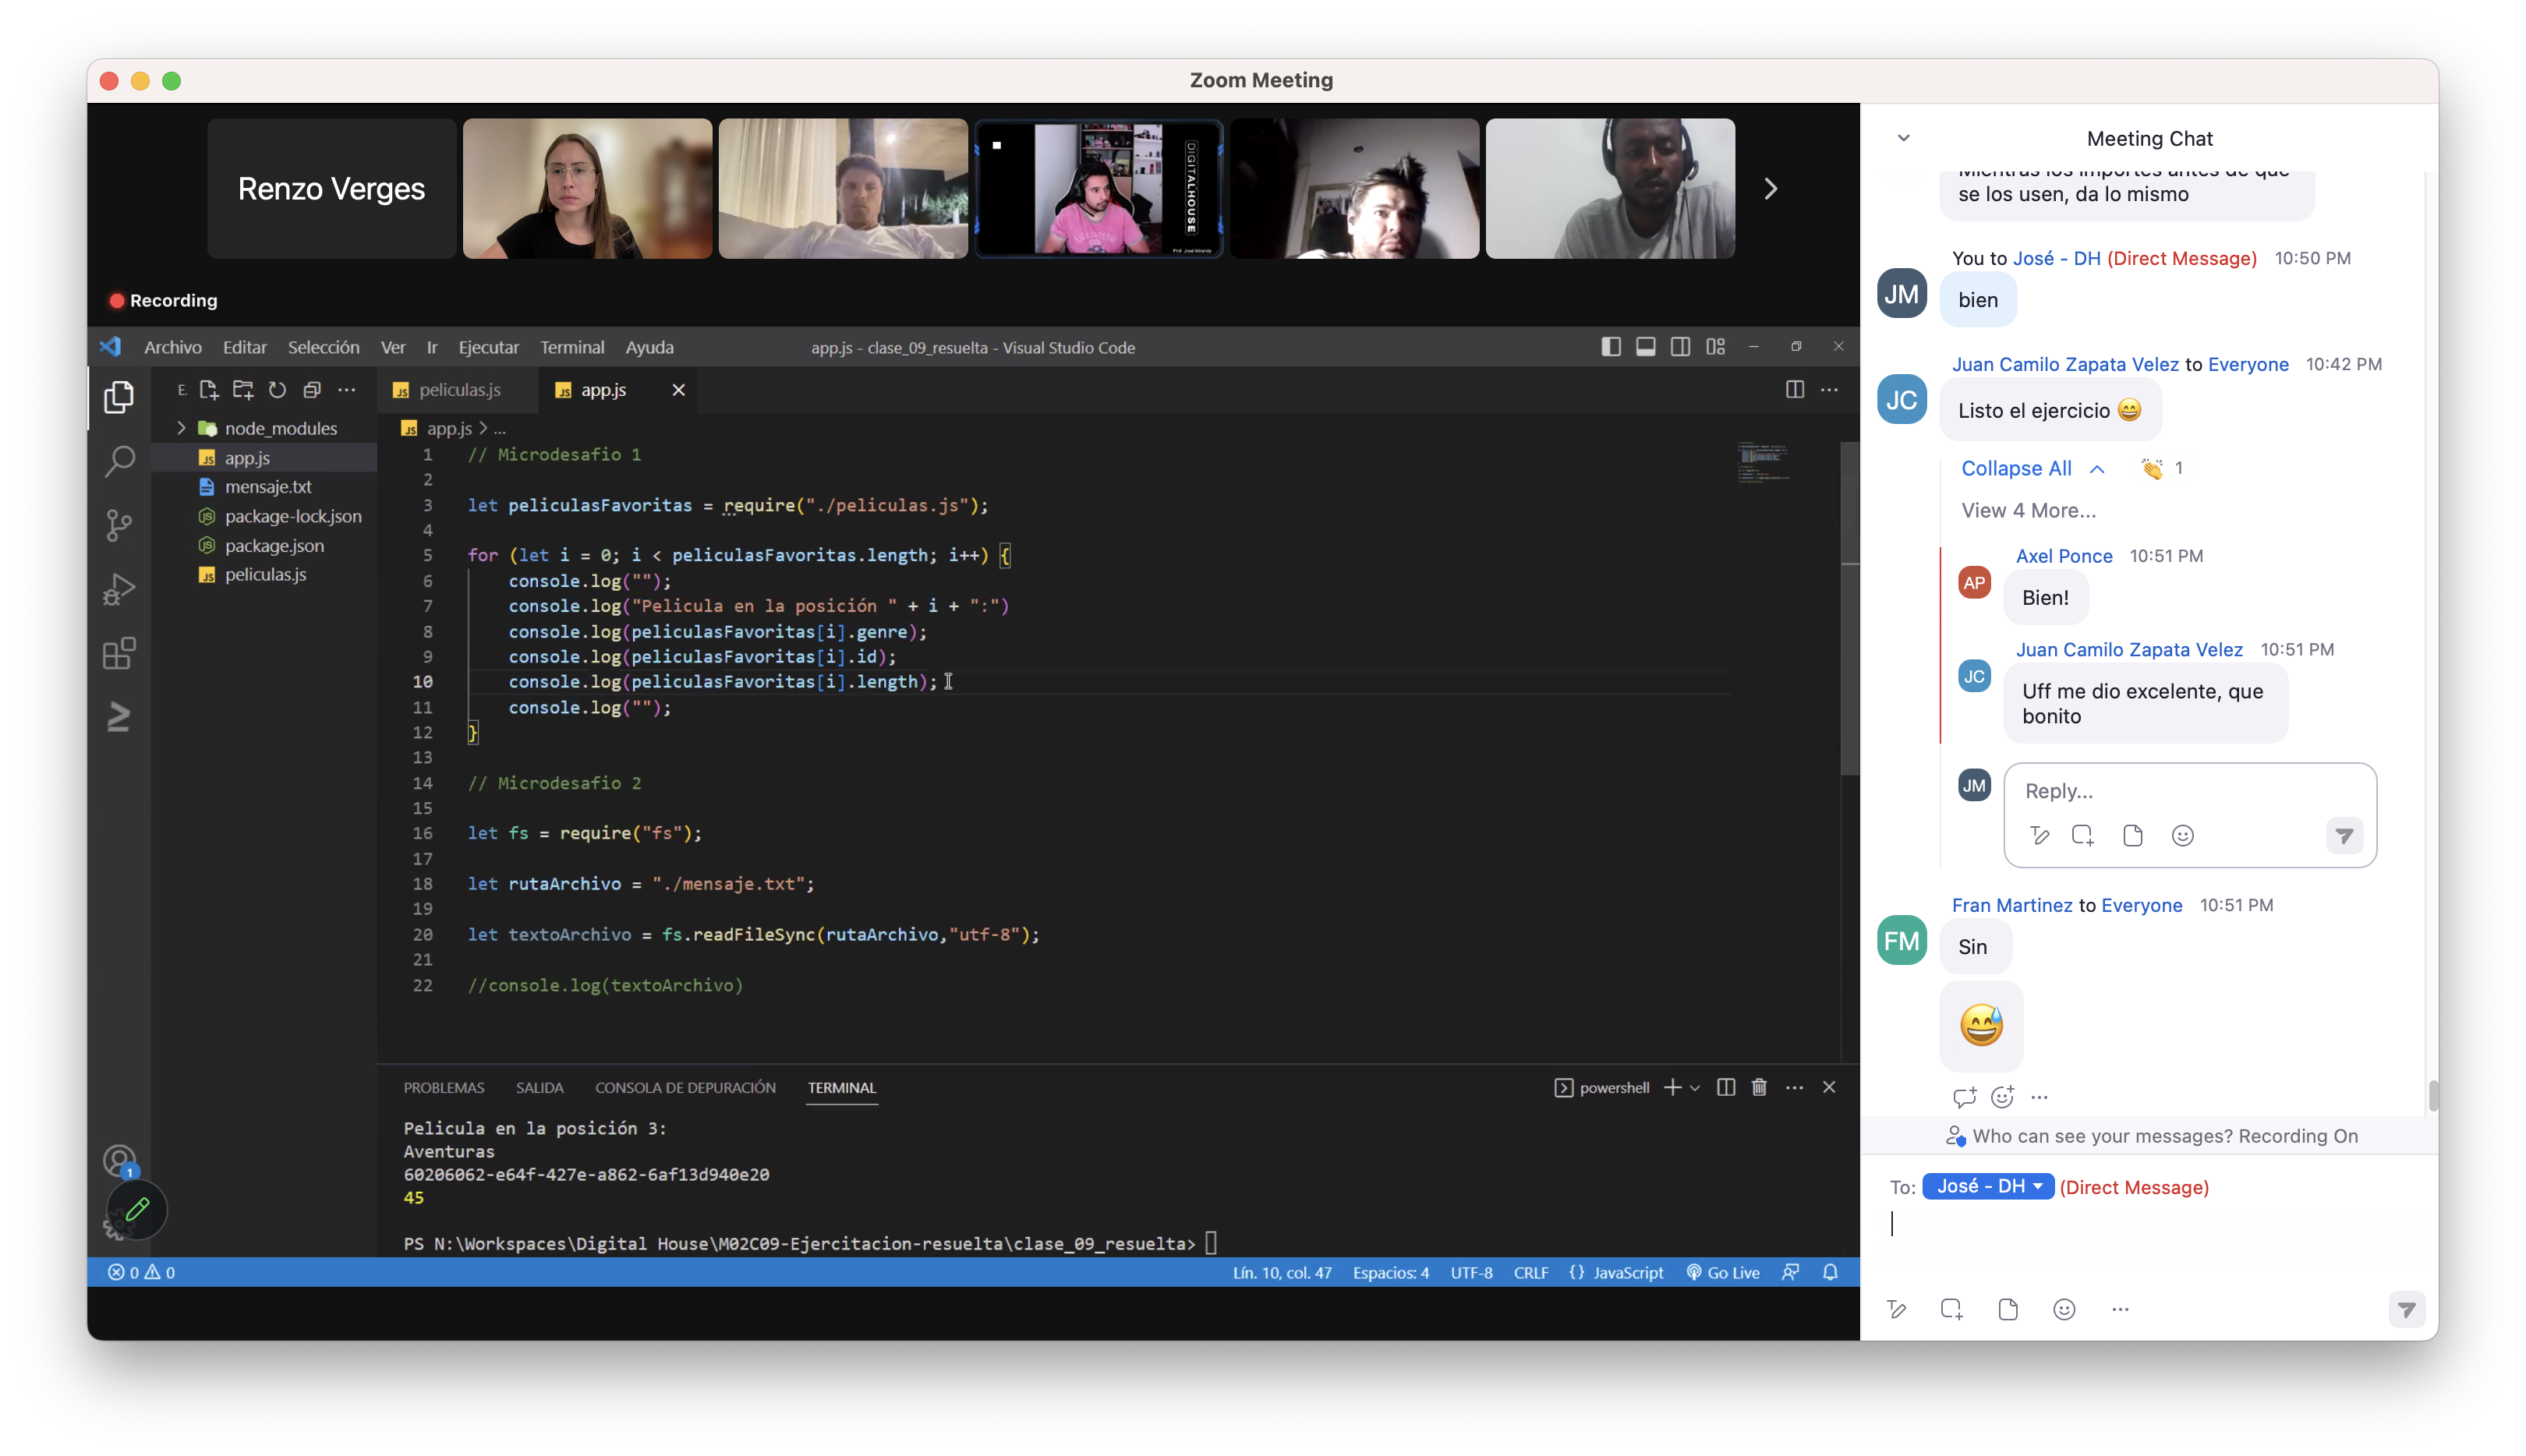 Zoom Meeting
Renzo Verges
DIGITALHOUSE
Prof. José Miranda
Recording
Archivo Editar Selección Ver Ir Ejecutar Terminal Ayuda
app.js - clase_09_resuelta - Visual Studio Code
E.
node_modules
app.js
mensaje.txt
package-lock.json
package.json
peliculas.js
peliculas.js
app.js
app.js > ...
1 // Microdesafio 1
2
3 let peliculasFavoritas = require("./peliculas.js");
4
5 for (let i = 0; i < peliculasFavoritas.length; i++) {
6 console.log("");
7 console.log("Pelicula en la posición " + i + ":")
8 console.log(peliculasFavoritas[i].genre);
9 console.log(peliculasFavoritas[i].id);
10 console.log(peliculasFavoritas[i].length);
11 console.log("");
12 }
13
14 // Microdesafio 2
15
16 let fs = require("fs");
17
18 let rutaArchivo = "./mensaje.txt";
19
20 let textoArchivo = fs.readFileSync(rutaArchivo,"utf-8");
21
22 //console.log(textoArchivo)
PROBLEMAS SALIDA CONSOLA DE DEPURACIÓN TERMINAL
powershell
Pelicula en la posición 3:
Aventuras
60206062-e64f-427e-a862-6af13d940e20
45
PS N:\Workspaces\Digital House\M02C09-Ejercitacion-resuelta\clase_09_resuelta>
1
0 0
Lín. 10, col. 47 Espacios: 4 UTF-8 CRLF {} JavaScript Go Live
Meeting Chat
Mientras los importes antes de que
se los usen, da lo mismo
You to José - DH (Direct Message) 10:50 PM
JM
bien
Juan Camilo Zapata Velez to Everyone 10:42 PM
JC
Listo el ejercicio 😄
Collapse All 👏 1
View 4 More...
Axel Ponce 10:51 PM
AP
Bien!
Juan Camilo Zapata Velez 10:51 PM
JC
Uff me dio excelente, que
bonito
JM
Reply...
Fran Martinez to Everyone 10:51 PM
FM
Sin
😅
Who can see your messages? Recording On
To: José - DH (Direct Message)